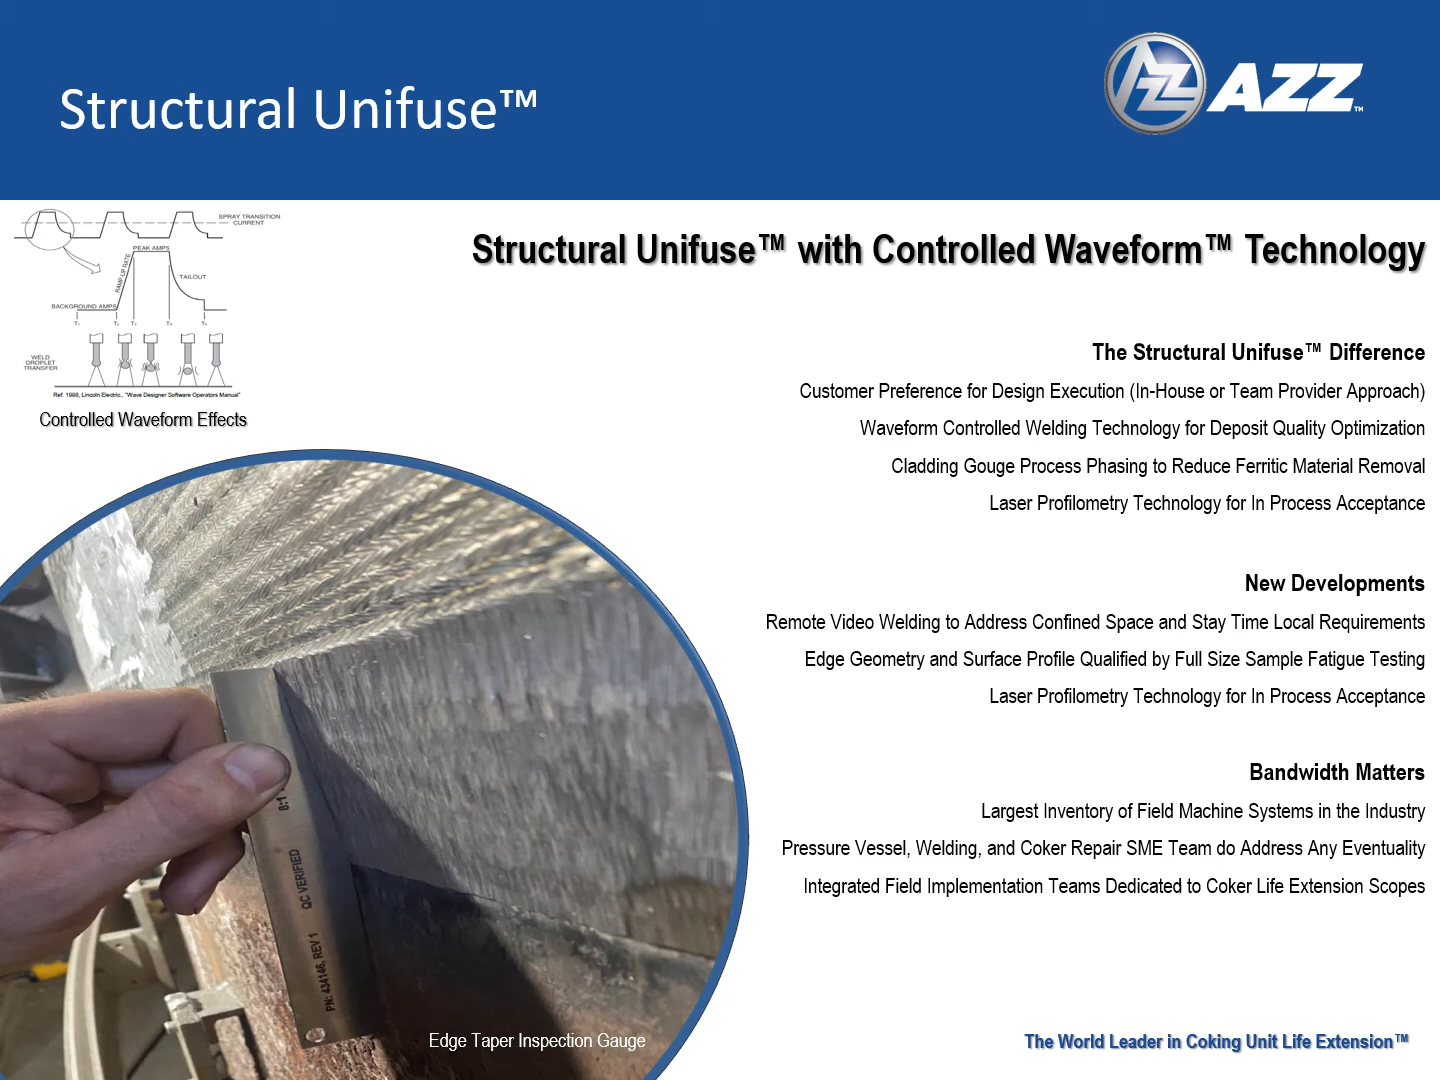 Structural Unifuse™
AZZ™
SPRAY TRANSITION
CURRENT
PEAK AMPS
RAMP UP RATE
TAILOUT
BACKGROUND AMPS
WELD
DROPLET
TRANSFER
Ref. 1998, Lincoln Electric., "Wave Designer Software Operators Manual"
Controlled Waveform Effects
Structural Unifuse™ with Controlled Waveform™ Technology
The Structural Unifuse™ Difference
Customer Preference for Design Execution (In-House or Team Provider Approach)
Waveform Controlled Welding Technology for Deposit Quality Optimization
Cladding Gouge Process Phasing to Reduce Ferritic Material Removal
Laser Profilometry Technology for In Process Acceptance
New Developments
Remote Video Welding to Address Confined Space and Stay Time Local Requirements
Edge Geometry and Surface Profile Qualified by Full Size Sample Fatigue Testing
Laser Profilometry Technology for In Process Acceptance
Bandwidth Matters
Largest Inventory of Field Machine Systems in the Industry
Pressure Vessel, Welding, and Coker Repair SME Team do Address Any Eventuality
Integrated Field Implementation Teams Dedicated to Coker Life Extension Scopes
8:1
QC VERIFIED
PN: 434146, REV 1
Edge Taper Inspection Gauge
The World Leader in Coking Unit Life Extension™